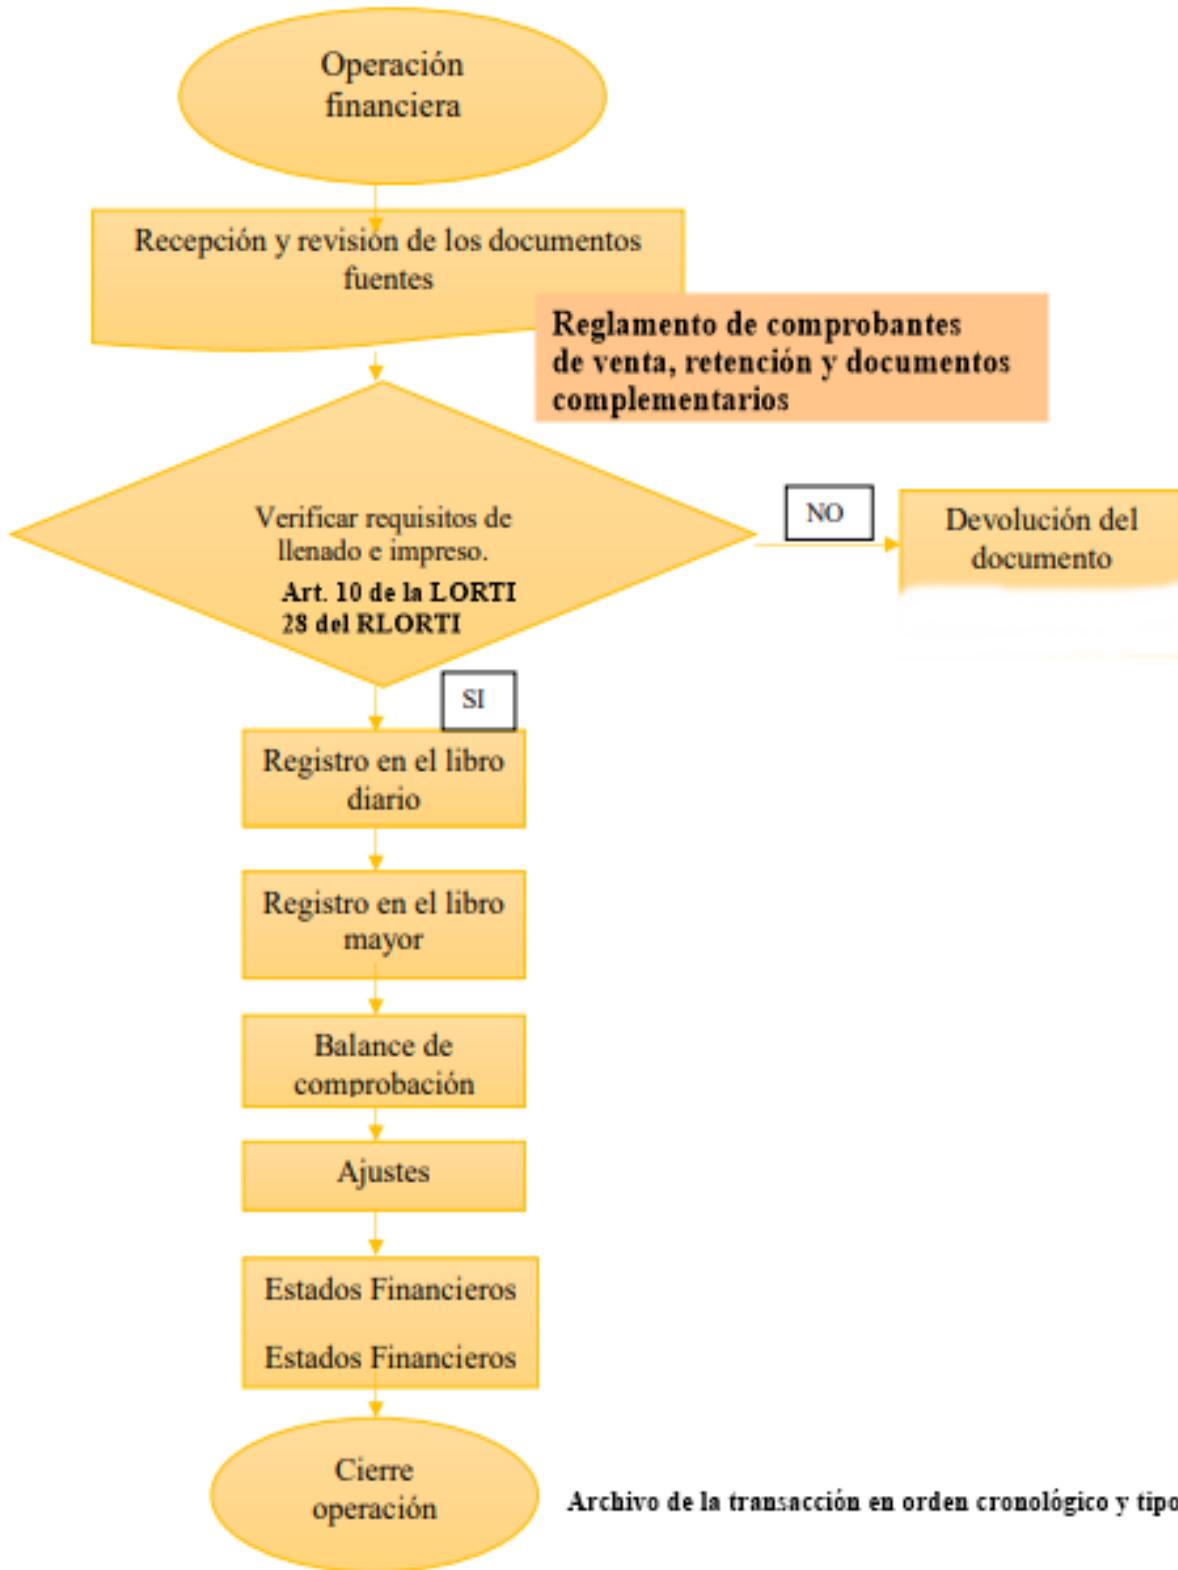 Operación
financiera
Recepción y revisión de los documentos
fuentes
Reglamento de comprobantes
de venta, retención y documentos
complementarios
Verificar requisitos de
llenado e impreso.
Art. 10 de la LORTI
28 del RLORTI
NO
Devolución del
documento
SI
Registro en el libro
diario
Registro en el libro
mayor
Balance de
comprobación
Ajustes
Estados Financieros
Estados Financieros
Cierre
operación
Archivo de la transacción en orden cronológico y tipo